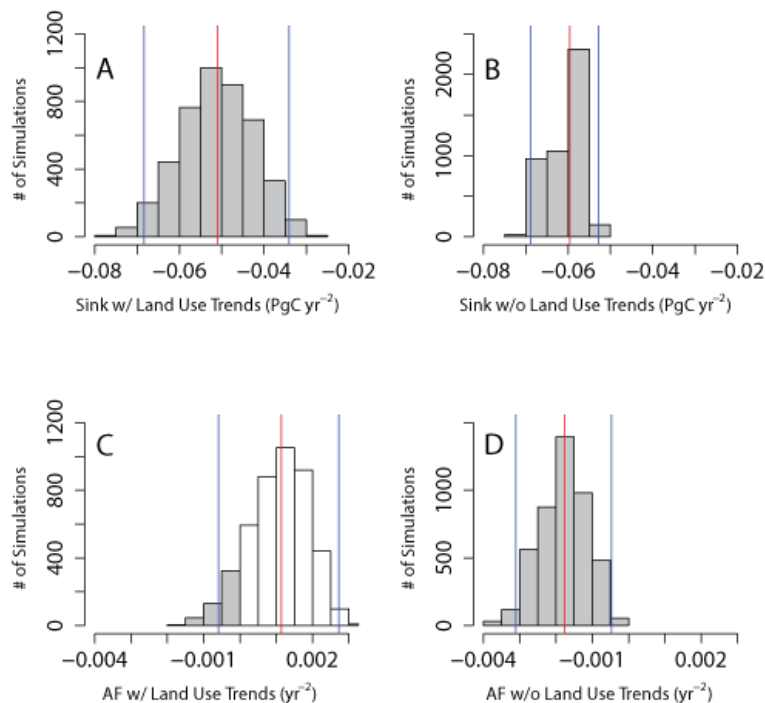 A
# of Simulations
1200
800
400
0
−0.08 −0.06 −0.04 −0.02
Sink w/ Land Use Trends (PgC yr⁻²)
B
# of Simulations
2000
1000
0
−0.08 −0.06 −0.04 −0.02
Sink w/o Land Use Trends (PgC yr⁻²)
C
# of Simulations
1200
800
400
0
−0.004 −0.001 0.002
AF w/ Land Use Trends (yr⁻²)
D
# of Simulations
1000
500
0
−0.004 −0.001 0.002
AF w/o Land Use Trends (yr⁻²)